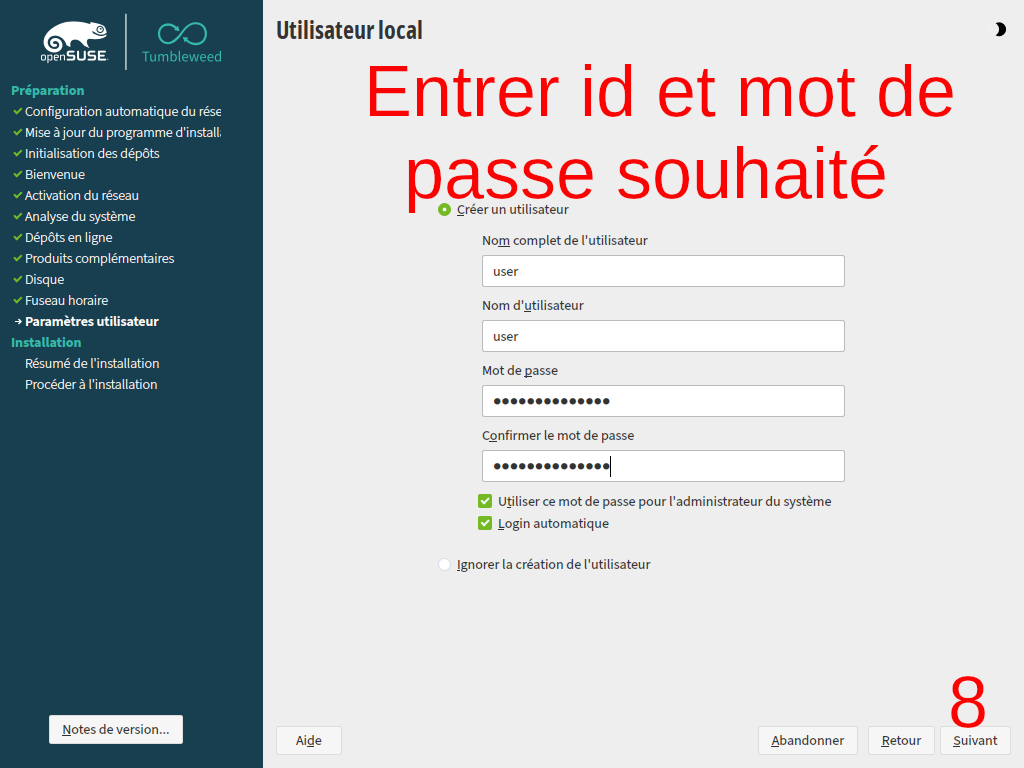 openSUSE
Tumbleweed
Préparation
Configuration automatique du rése
Mise à jour du programme d'install
Initialisation des dépôts
Bienvenue
Activation du réseau
Analyse du système
Dépôts en ligne
Produits complémentaires
Disque
Fuseau horaire
Paramètres utilisateur
Installation
Résumé de l'installation
Procéder à l'installation
Notes de version...
Utilisateur local
Entrer id et mot de
passe souhaité
Créer un utilisateur
Nom complet de l'utilisateur
user
Nom d'utilisateur
user
Mot de passe
●●●●●●●●●●●●●●
Confirmer le mot de passe
●●●●●●●●●●●●●●
Utiliser ce mot de passe pour l'administrateur du système
Login automatique
Ignorer la création de l'utilisateur
8
Aide
Abandonner
Retour
Suivant